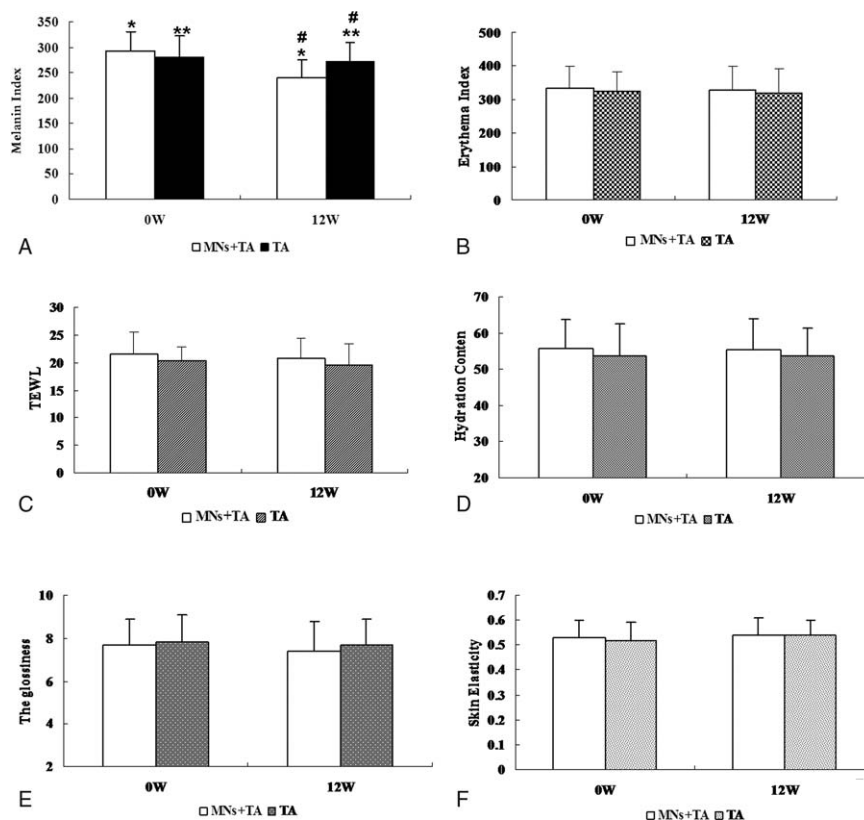 350
300
250
200
150
100
50
0
Melanin Index
* ** # * # **
0W 12W
A
MNs+TA TA
500
400
300
200
100
0
Erythema Index
0W 12W
B
MNs+TA TA
30
25
20
15
10
5
0
TEWL
0W 12W
C
MNs+TA TA
70
60
50
40
30
20
Hydration Conten
0W 12W
D
MNs+TA TA
10
8
6
4
2
The glossiness
0W 12W
E
MNs+TA TA
0.7
0.6
0.5
0.4
0.3
0.2
0.1
0
Skin Elasticity
0W 12W
F
MNs+TA TA